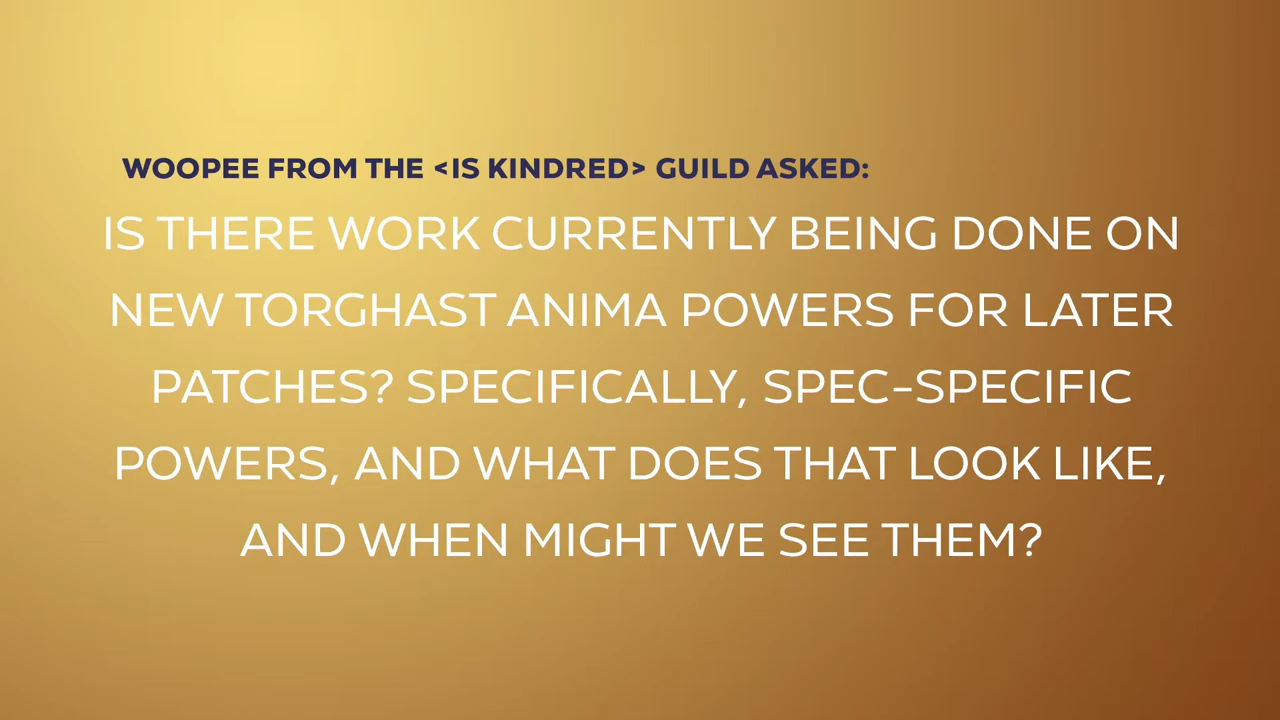 WOOPEE FROM THE <IS KINDRED> GUILD ASKED:
IS THERE WORK CURRENTLY BEING DONE ON
NEW TORGHAST ANIMA POWERS FOR LATER
PATCHES? SPECIFICALLY, SPEC-SPECIFIC
POWERS, AND WHAT DOES THAT LOOK LIKE,
AND WHEN MIGHT WE SEE THEM?